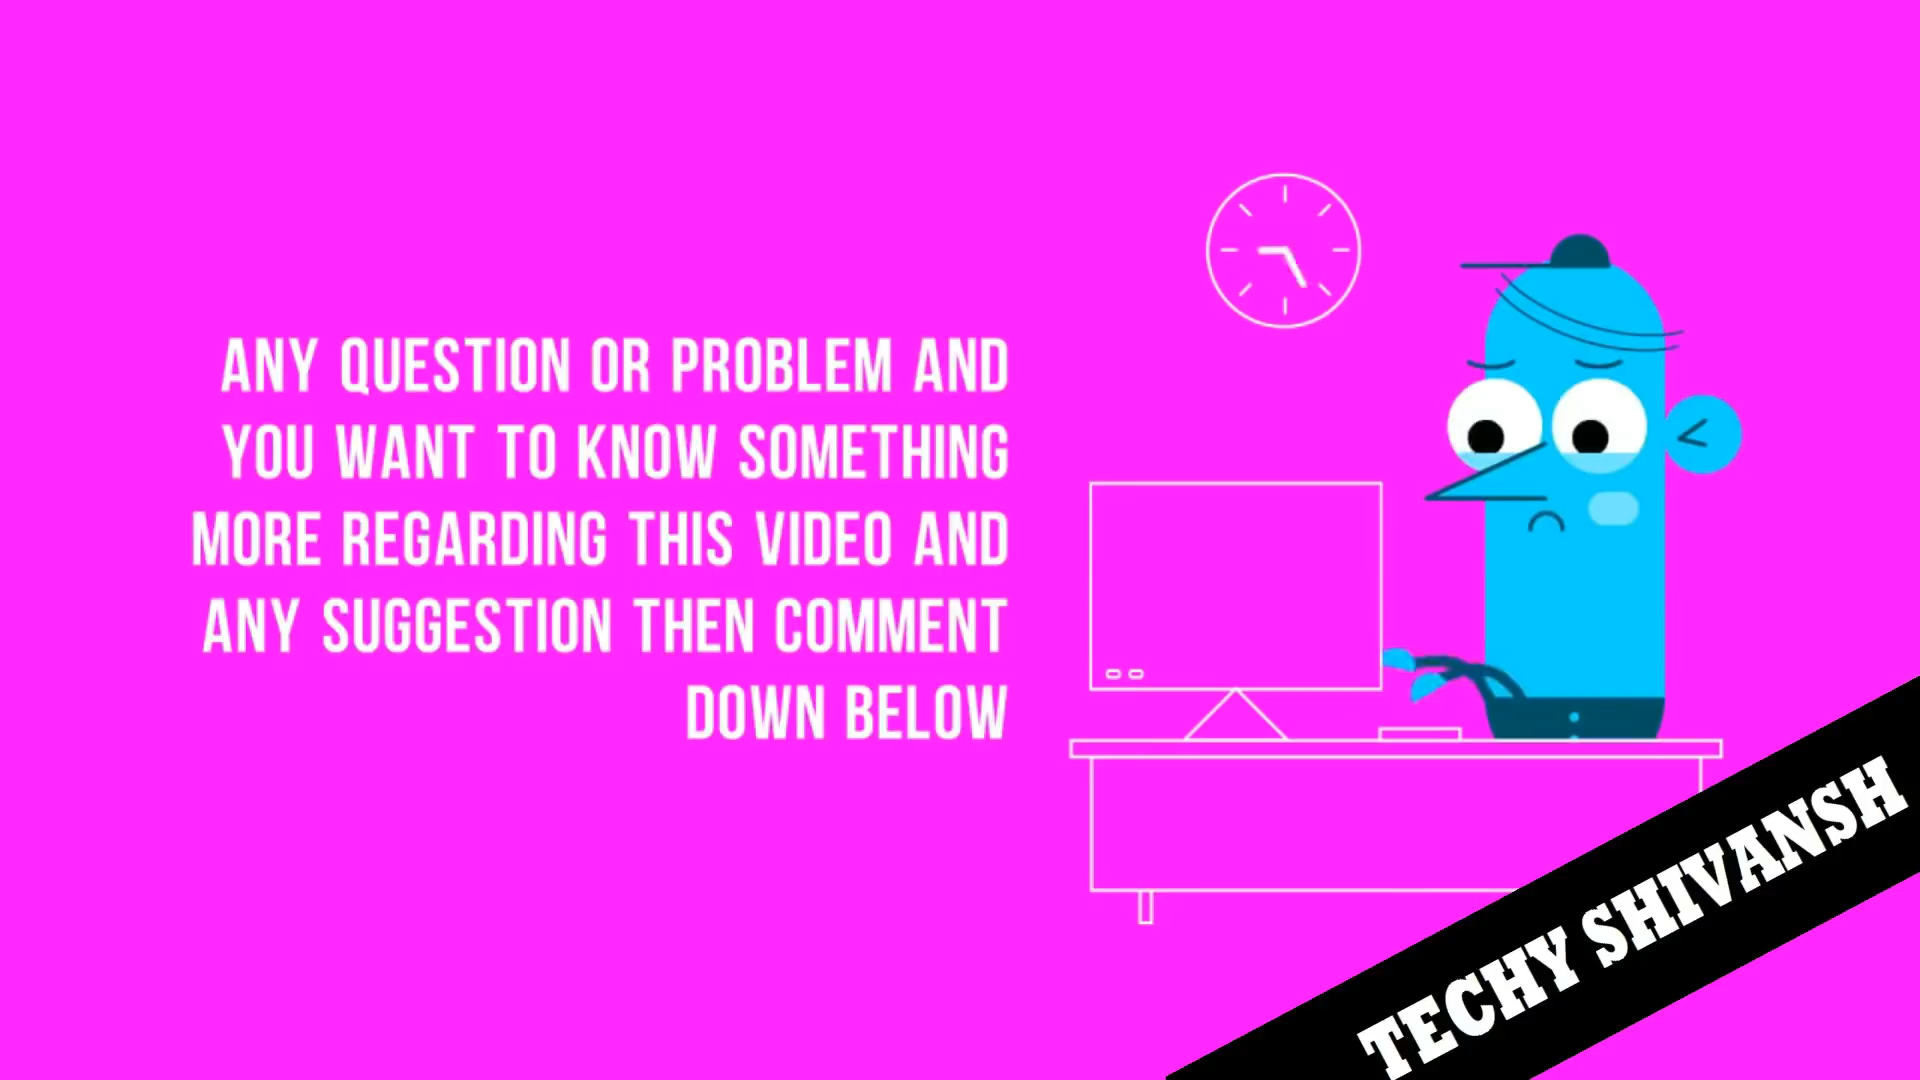 ANY QUESTION OR PROBLEM AND
YOU WANT TO KNOW SOMETHING
MORE REGARDING THIS VIDEO AND
ANY SUGGESTION THEN COMMENT
DOWN BELOW
TECHY SHIVANSH